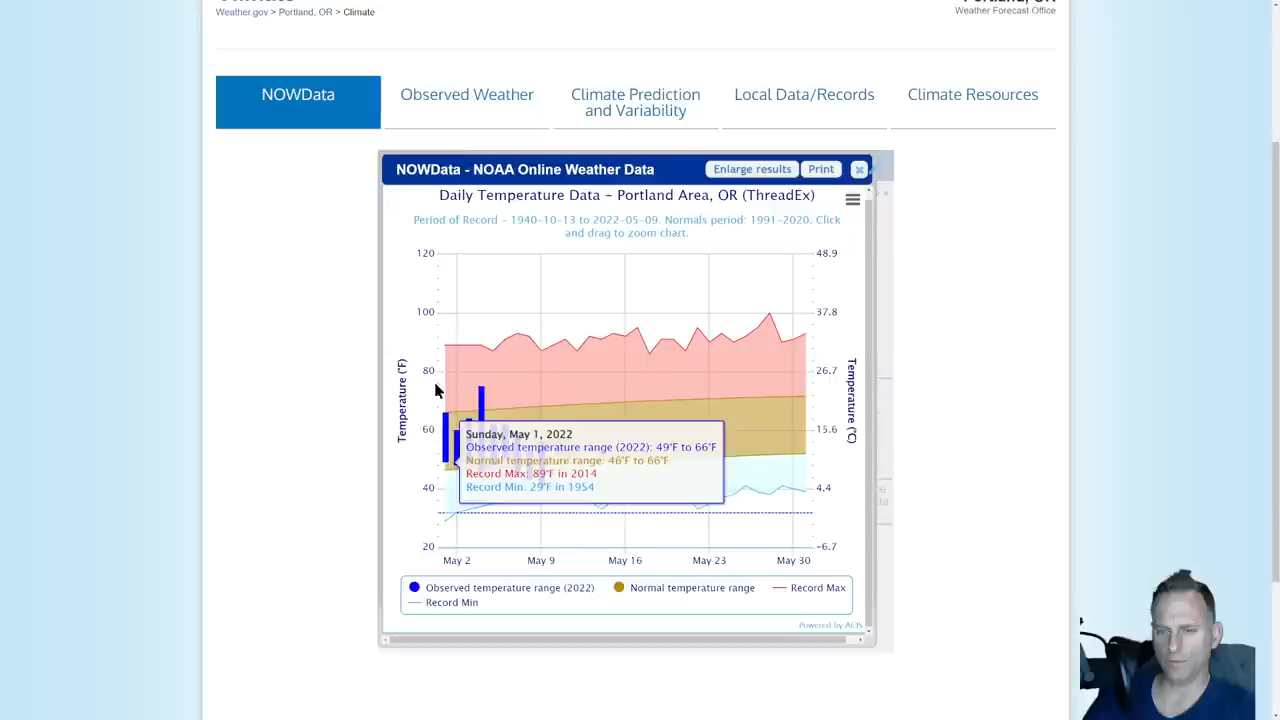 Weather.gov > Portland, OR > Climate
Weather Forecast Office
NOWData
Observed Weather
Climate Prediction
and Variability
Local Data/Records
Climate Resources
NOWData - NOAA Online Weather Data
Enlarge results
Print
Daily Temperature Data – Portland Area, OR (ThreadEx)
Period of Record – 1940-10-13 to 2022-05-09. Normals period: 1991-2020. Click
and drag to zoom chart.
120
100
80
60
40
20
48.9
37.8
26.7
15.6
4.4
-6.7
Temperature (°F)
Temperature (°C)
Sunday, May 1, 2022
Observed temperature range (2022): 49°F to 66°F
Normal temperature range: 46°F to 66°F
Record Max: 89°F in 2014
Record Min: 29°F in 1954
May 2
May 9
May 16
May 23
May 30
Observed temperature range (2022)
Normal temperature range
Record Max
Record Min
Powered by ACIS